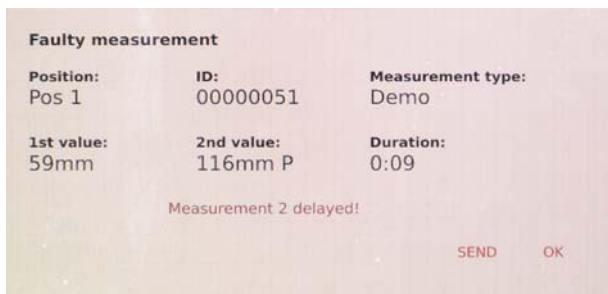 Faulty measurement
Position: ID: Measurement type:
Pos 1 00000051 Demo
1st value: 2nd value: Duration:
59mm 116mm P 0:09
Measurement 2 delayed!
SEND OK